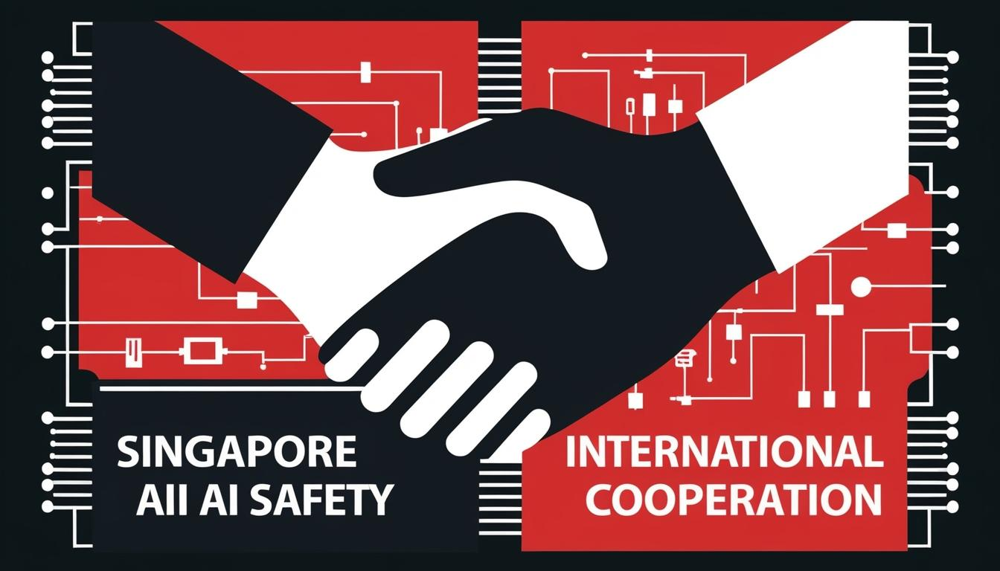 SINGAPORE
AII AI SAFETY
INTERNATIONAL
COOPERATION